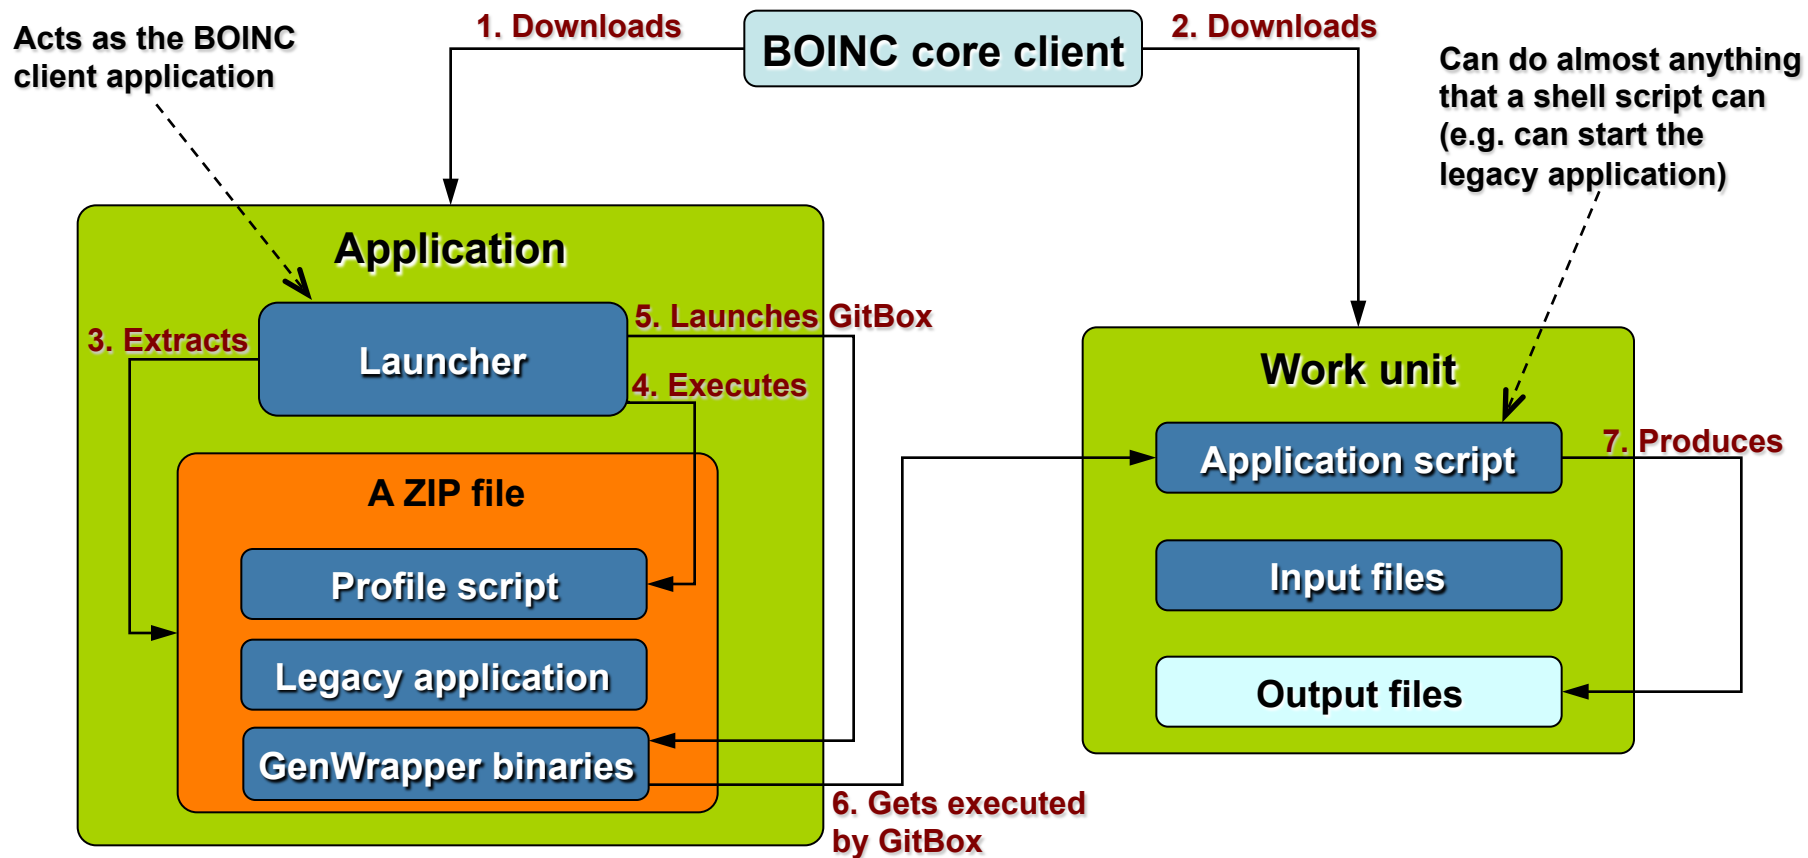 1. Downloads
BOINC core client
2. Downloads
Acts as the BOINC
client application
Can do almost anything
that a shell script can
(e.g. can start the
legacy application)
Application
5. Launches GitBox
3. Extracts
Launcher
4. Executes
A ZIP file
Profile script
Legacy application
GenWrapper binaries
6. Gets executed
by GitBox
Work unit
Application script
7. Produces
Input files
Output files